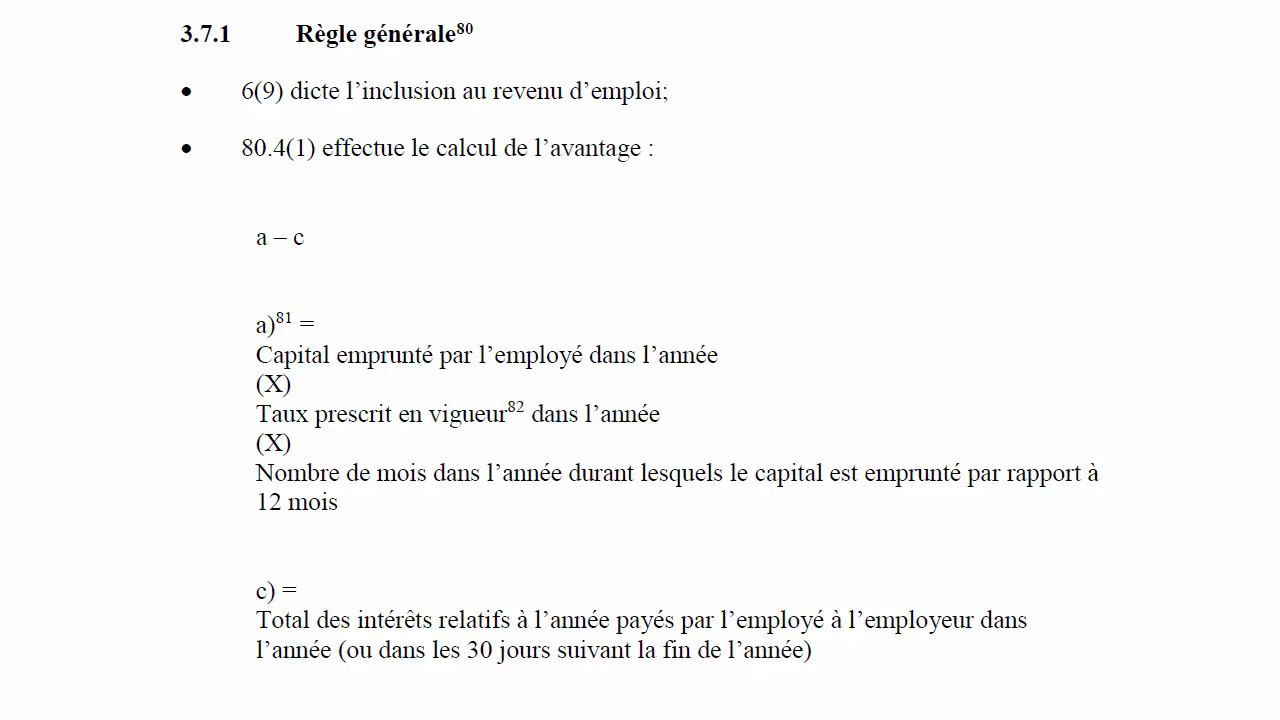 3.7.1 Règle générale80
• 6(9) dicte l’inclusion au revenu d’emploi;
• 80.4(1) effectue le calcul de l’avantage :
a – c
a)81 =
Capital emprunté par l’employé dans l’année
(X)
Taux prescrit en vigueur82 dans l’année
(X)
Nombre de mois dans l’année durant lesquels le capital est emprunté par rapport à
12 mois
c) =
Total des intérêts relatifs à l’année payés par l’employé à l’employeur dans
l’année (ou dans les 30 jours suivant la fin de l’année)